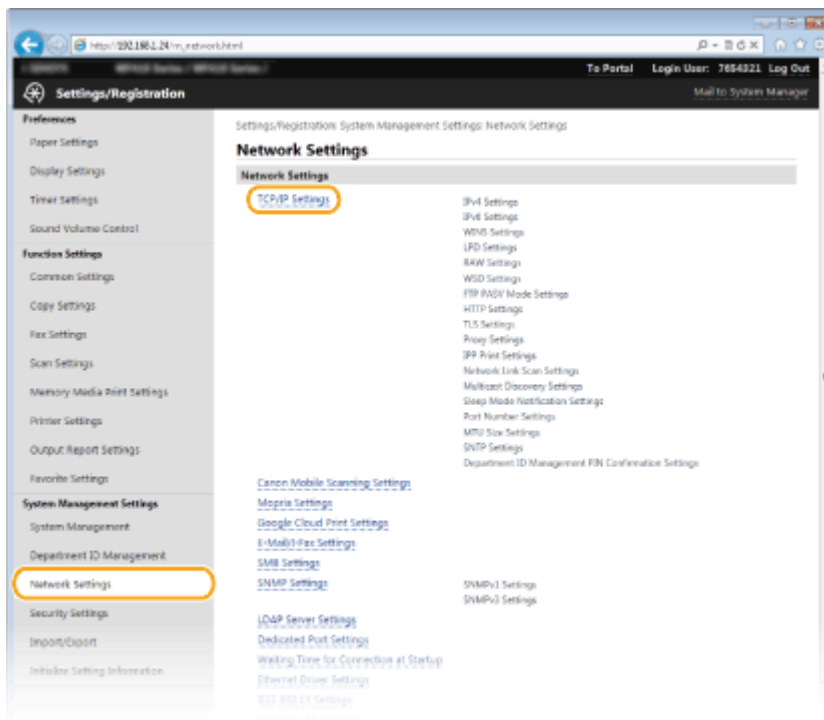 http://192.168.1.24/m_network.html
To Portal Login User: 7654321 Log Out
Settings/Registration
Mail to System Manager
Preferences
Paper Settings
Display Settings
Timer Settings
Sound Volume Control
Function Settings
Common Settings
Copy Settings
Fax Settings
Scan Settings
Memory Media Print Settings
Printer Settings
Output Report Settings
Favorite Settings
System Management Settings
System Management
Department ID Management
Network Settings
Security Settings
Import/Export
Initialize Setting Information
Settings/Registration: System Management Settings: Network Settings
Network Settings
Network Settings
TCP/IP Settings
IPv4 Settings
IPv6 Settings
WINS Settings
LPD Settings
RAW Settings
WSD Settings
FTP PASV Mode Settings
HTTP Settings
TLS Settings
Proxy Settings
IPP Print Settings
Network Link Scan Settings
Multicast Discovery Settings
Sleep Mode Notification Settings
Port Number Settings
MTU Size Settings
SNTP Settings
Department ID Management PIN Confirmation Settings
Canon Mobile Scanning Settings
Mopria Settings
Google Cloud Print Settings
E-Mail/I-Fax Settings
SMB Settings
SNMP Settings
SNMPv1 Settings
SNMPv3 Settings
LDAP Server Settings
Dedicated Port Settings
Waiting Time for Connection at Startup
Ethernet Driver Settings
IEEE 802.1X Settings